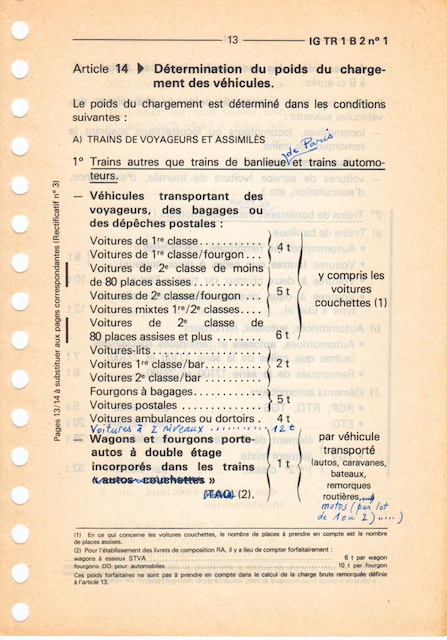 13
IG TR 1 B 2 n° 1
Article 14 ▶ Détermination du poids du charge-
ment des véhicules.
Le poids du chargement est déterminé dans les conditions
suivantes :
A) TRAINS DE VOYAGEURS ET ASSIMILÉS
de Paris
1° Trains autres que trains de banlieue et trains automo-
teurs.
— Véhicules transportant des
voyageurs, des bagages ou
des dépêches postales :
Voitures de 1re classe
Voitures de 1re classe/fourgon
4 t
Voitures de 2e classe de moins
de 80 places assises
Voitures de 2e classe/fourgon
Voitures mixtes 1re/2e classes
5 t
Voitures de 2e classe de
80 places assises et plus
6 t
Voitures-lits
Voitures 1re classe/bar
Voitures 2e classe/bar
2 t
Fourgons à bagages
Voitures postales
5 t
Voitures ambulances ou dortoirs
4 t
y compris les
voitures
couchettes (1)
Voitures à 2 niveaux 12 t
— Wagons et fourgons porte-
autos à double étage
incorporés dans les trains
« autos couchettes »
TAQ (2).
1 t
par véhicule
transporté
(autos, caravanes,
bateaux,
remorques
routières,
motos (par lot
de 1 ou 2) .....)
Pages 13/14 à substituer aux pages correspondantes (Rectificatif n° 3)
(1) En ce qui concerne les voitures couchettes, le nombre de places à prendre en compte est le nombre
de places assises.
(2) Pour l'établissement des livrets de composition RA, il y a lieu de compter forfaitairement :
wagons à essieux STVA 6 t par wagon
fourgons DD pour automobiles 10 t par fourgon
Ces poids forfaitaires ne sont pas à prendre en compte dans le calcul de la charge brute remorquée définie
à l'article 13.